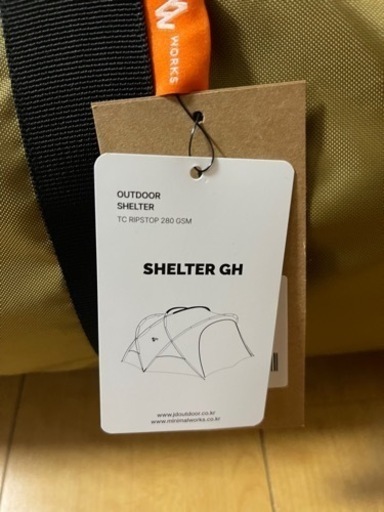 WORKS
OUTDOOR
SHELTER
TC RIPSTOP 280 GSM
SHELTER GH
www.jdoutdoor.co.kr
www.minimalworks.co.kr